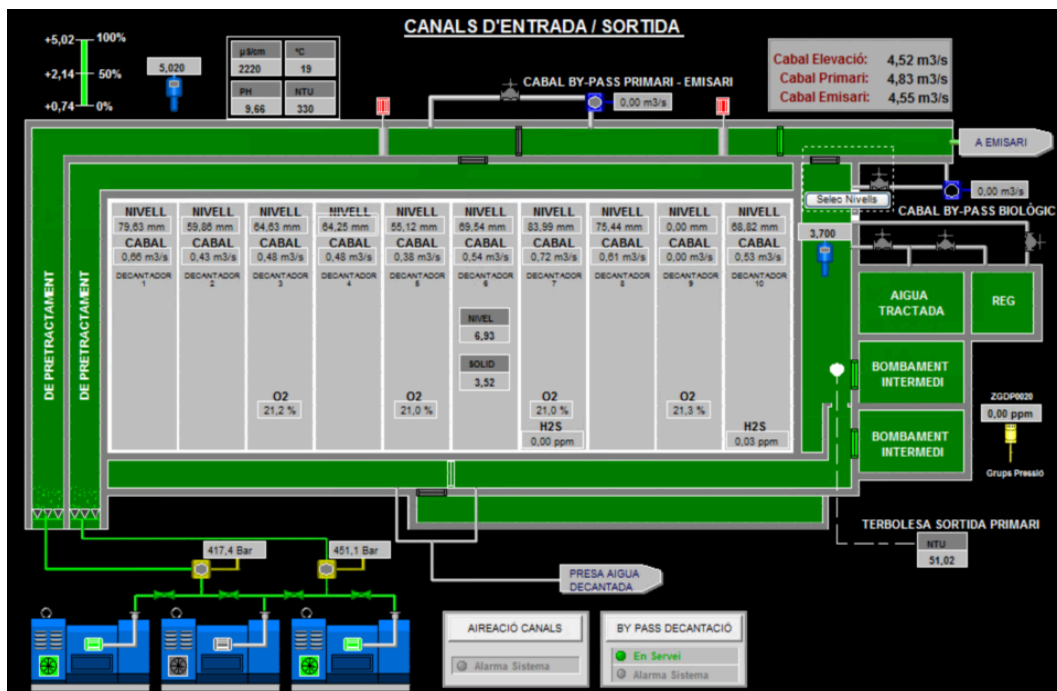 CANALS D'ENTRADA / SORTIDA
+5,02 100%
+2,14 50%
+0,74 0%
5,020
µS/cm ºC
2220 19
PH NTU
9,66 330
CABAL BY-PASS PRIMARI - EMISARI
0,00 m3/s
Cabal Elevació: 4,52 m3/s
Cabal Primari: 4,83 m3/s
Cabal Emisari: 4,55 m3/s
A EMISARI
0,00 m3/s
Selec Nivells
CABAL BY-PASS BIOLÒGIC
3,700
DE PRETRACTAMENT
DE PRETRACTAMENT
NIVELL NIVELL NIVELL NIVELL NIVELL NIVELL NIVELL NIVELL NIVELL NIVELL
79,63 mm 59,86 mm 64,63 mm 64,25 mm 55,12 mm 69,54 mm 83,99 mm 75,44 mm 0,00 mm 68,82 mm
CABAL CABAL CABAL CABAL CABAL CABAL CABAL CABAL CABAL CABAL
0,66 m3/s 0,43 m3/s 0,48 m3/s 0,48 m3/s 0,38 m3/s 0,54 m3/s 0,72 m3/s 0,61 m3/s 0,00 m3/s 0,53 m3/s
DECANTADOR DECANTADOR DECANTADOR DECANTADOR DECANTADOR DECANTADOR DECANTADOR DECANTADOR DECANTADOR DECANTADOR
1 2 3 4 5 6 7 8 9 10
NIVEL
6,93
SOLID
3,52
O2 O2 O2 O2
21,2 % 21,0 % 21,0 % 21,3 %
H2S H2S
0,00 ppm 0,03 ppm
AIGUA
TRACTADA
REG
BOMBAMENT
INTERMEDI
BOMBAMENT
INTERMEDI
ZGDP0020
0,00 ppm
Grups Pressió
TERBOLESA SORTIDA PRIMARI
NTU
51,02
417,4 Bar 451,1 Bar
PRESA AIGUA
DECANTADA
AIREACIÓ CANALS
Alarma Sistema
BY PASS DECANTACIÓ
En Servei
Alarma Sistema